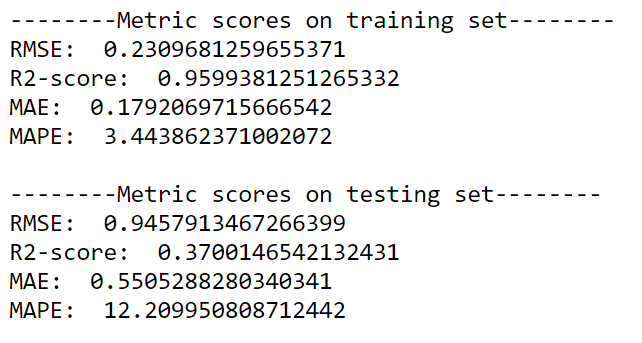 --------Metric scores on training set--------
RMSE:  0.2309681259655371
R2-score:  0.9599381251265332
MAE:  0.1792069715666542
MAPE:  3.443862371002072
--------Metric scores on testing set--------
RMSE:  0.9457913467266399
R2-score:  0.3700146542132431
MAE:  0.5505288280340341
MAPE:  12.209950808712442